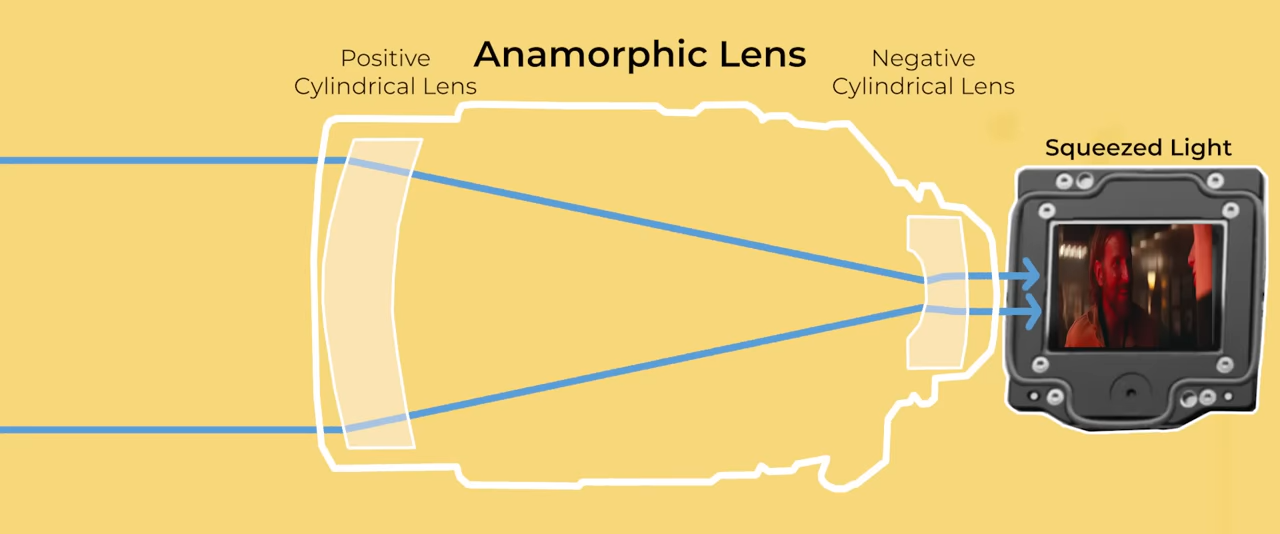 Anamorphic Lens
Positive
Cylindrical Lens
Negative
Cylindrical Lens
Squeezed Light